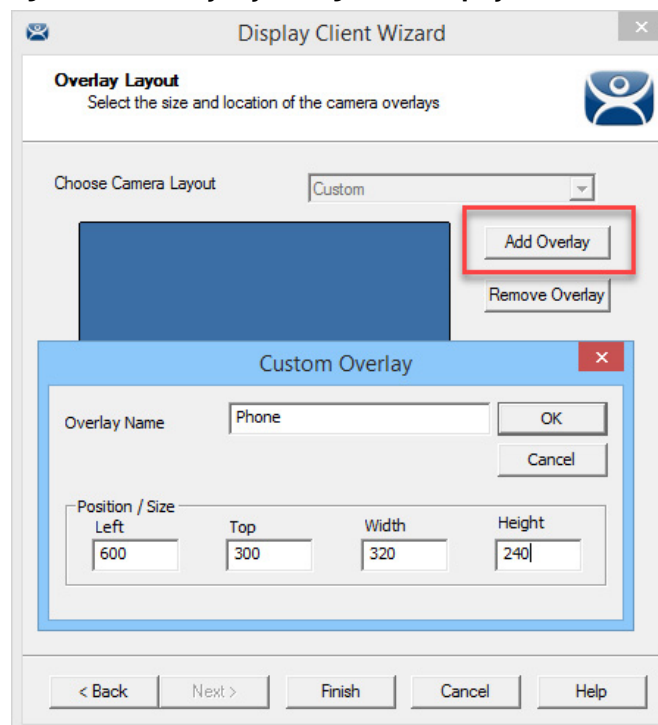 Display Client Wizard
Overlay Layout
Select the size and location of the camera overlays
Choose Camera Layout Custom
Add Overlay
Remove Overlay
Custom Overlay
Overlay Name Phone OK
Cancel
Position / Size
Left Top Width Height
600 300 320 240
< Back Next > Finish Cancel Help